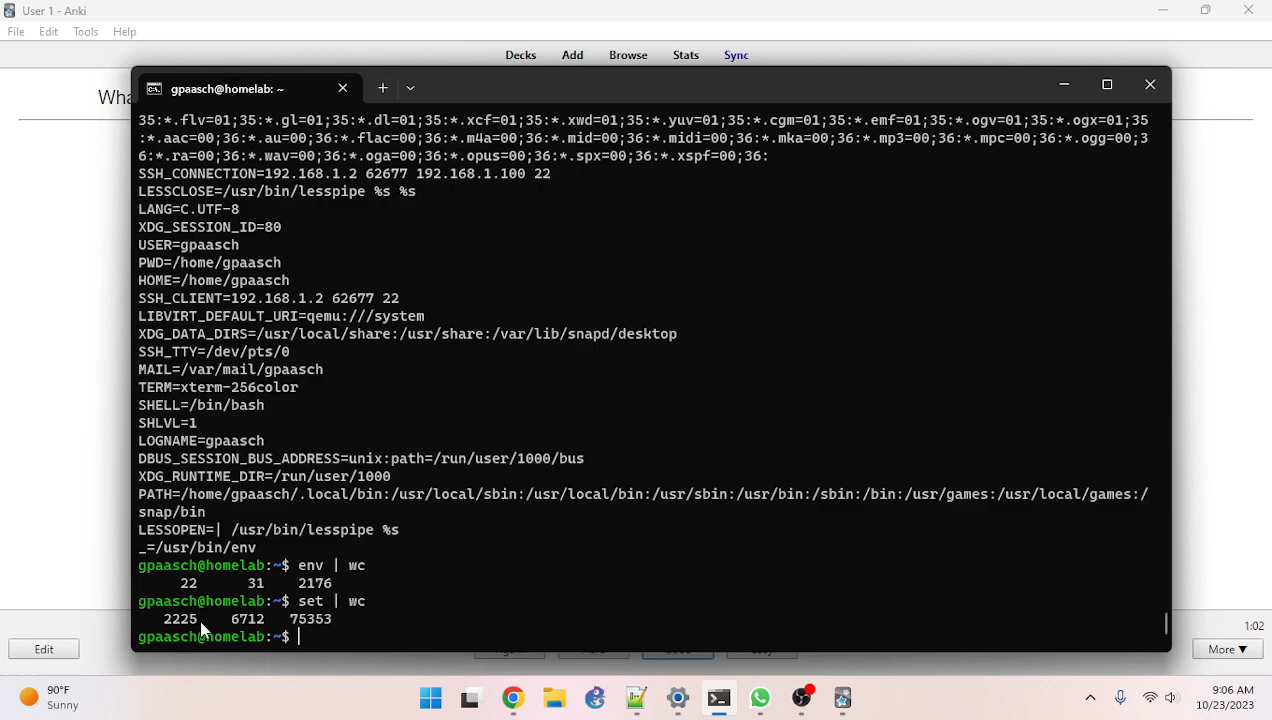 User 1 - Anki
File Edit Tools Help
Decks Add Browse Stats Sync
gpaasch@homelab: ~
35:*.flv=01;35:*.gl=01;35:*.dl=01;35:*.xcf=01;35:*.xwd=01;35:*.yuv=01;35:*.cgm=01;35:*.emf=01;35:*.ogv=01;35:*.ogx=01;35
:*.aac=00;36:*.au=00;36:*.flac=00;36:*.m4a=00;36:*.mid=00;36:*.midi=00;36:*.mka=00;36:*.mp3=00;36:*.mpc=00;36:*.ogg=00;3
6:*.ra=00;36:*.wav=00;36:*.oga=00;36:*.opus=00;36:*.spx=00;36:*.xspf=00;36:
SSH_CONNECTION=192.168.1.2 62677 192.168.1.100 22
LESSCLOSE=/usr/bin/lesspipe %s %s
LANG=C.UTF-8
XDG_SESSION_ID=80
USER=gpaasch
PWD=/home/gpaasch
HOME=/home/gpaasch
SSH_CLIENT=192.168.1.2 62677 22
LIBVIRT_DEFAULT_URI=qemu:///system
XDG_DATA_DIRS=/usr/local/share:/usr/share:/var/lib/snapd/desktop
SSH_TTY=/dev/pts/0
MAIL=/var/mail/gpaasch
TERM=xterm-256color
SHELL=/bin/bash
SHLVL=1
LOGNAME=gpaasch
DBUS_SESSION_BUS_ADDRESS=unix:path=/run/user/1000/bus
XDG_RUNTIME_DIR=/run/user/1000
PATH=/home/gpaasch/.local/bin:/usr/local/sbin:/usr/local/bin:/usr/sbin:/usr/bin:/sbin:/bin:/usr/games:/usr/local/games:/
snap/bin
LESSOPEN=| /usr/bin/lesspipe %s
_=/usr/bin/env
gpaasch@homelab:~$ env | wc
22 31 2176
gpaasch@homelab:~$ set | wc
2225 6712 75353
gpaasch@homelab:~$
1:02
Edit More ▼
90°F
Sunny
9:06 AM
10/23/2023